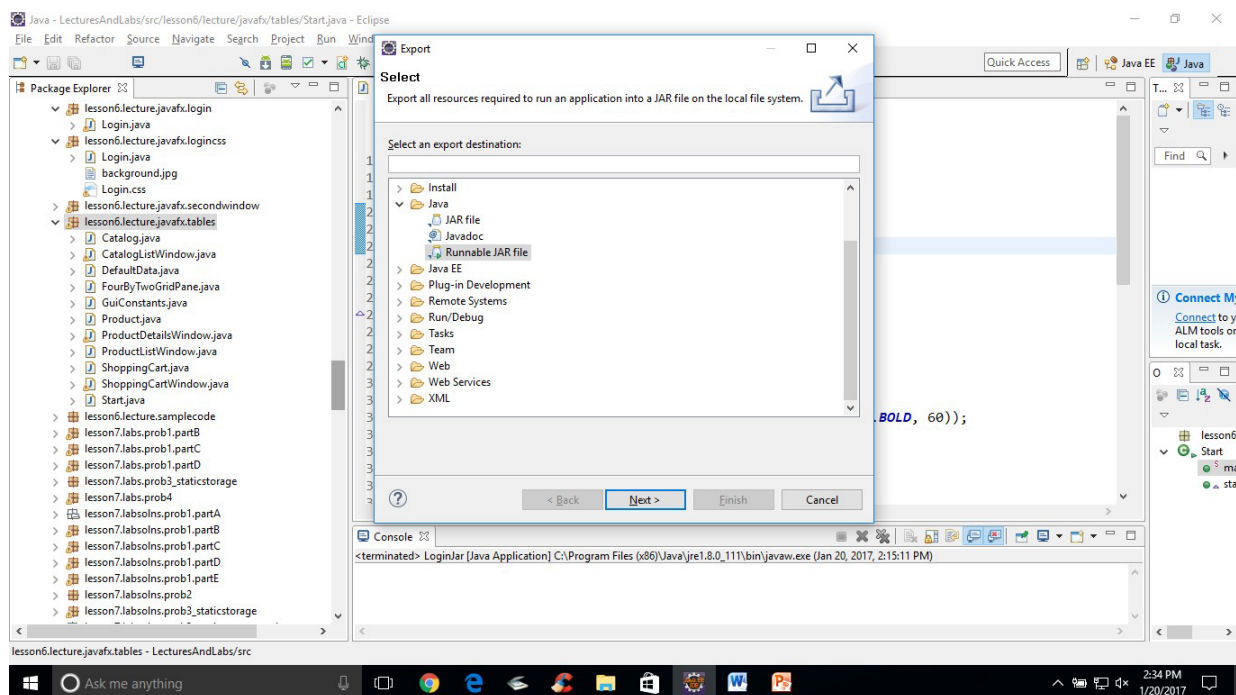 Java - LecturesAndLabs/src/lesson6/lecture/javafx/tables/Start.java - Eclipse
File Edit Refactor Source Navigate Search Project Run Wind
Quick Access
Java EE
Java
Package Explorer
lesson6.lecture.javafx.login
Login.java
lesson6.lecture.javafx.logincss
Login.java
background.jpg
Login.css
lesson6.lecture.javafx.secondwindow
lesson6.lecture.javafx.tables
Catalog.java
CatalogListWindow.java
DefaultData.java
FourByTwoGridPane.java
GuiConstants.java
Product.java
ProductDetailsWindow.java
ProductListWindow.java
ShoppingCart.java
ShoppingCartWindow.java
Start.java
lesson6.lecture.samplecode
lesson7.labs.prob1.partB
lesson7.labs.prob1.partC
lesson7.labs.prob1.partD
lesson7.labs.prob3_staticstorage
lesson7.labs.prob4
lesson7.labsolns.prob1.partA
lesson7.labsolns.prob1.partB
lesson7.labsolns.prob1.partC
lesson7.labsolns.prob1.partD
lesson7.labsolns.prob1.partE
lesson7.labsolns.prob2
lesson7.labsolns.prob3_staticstorage
Export
Select
Export all resources required to run an application into a JAR file on the local file system.
Select an export destination:
Install
Java
JAR file
Javadoc
Runnable JAR file
Java EE
Plug-in Development
Remote Systems
Run/Debug
Tasks
Team
Web
Web Services
XML
< Back
Next >
Finish
Cancel
.BOLD, 60));
T...
Find
Connect My
Connect to y
ALM tools or
local task.
O
lesson6
Start
ma
sta
Console
<terminated> LoginJar [Java Application] C:\Program Files (x86)\Java\jre1.8.0_111\bin\javaw.exe (Jan 20, 2017, 2:15:11 PM)
lesson6.lecture.javafx.tables - LecturesAndLabs/src
Ask me anything
2:34 PM
1/20/2017